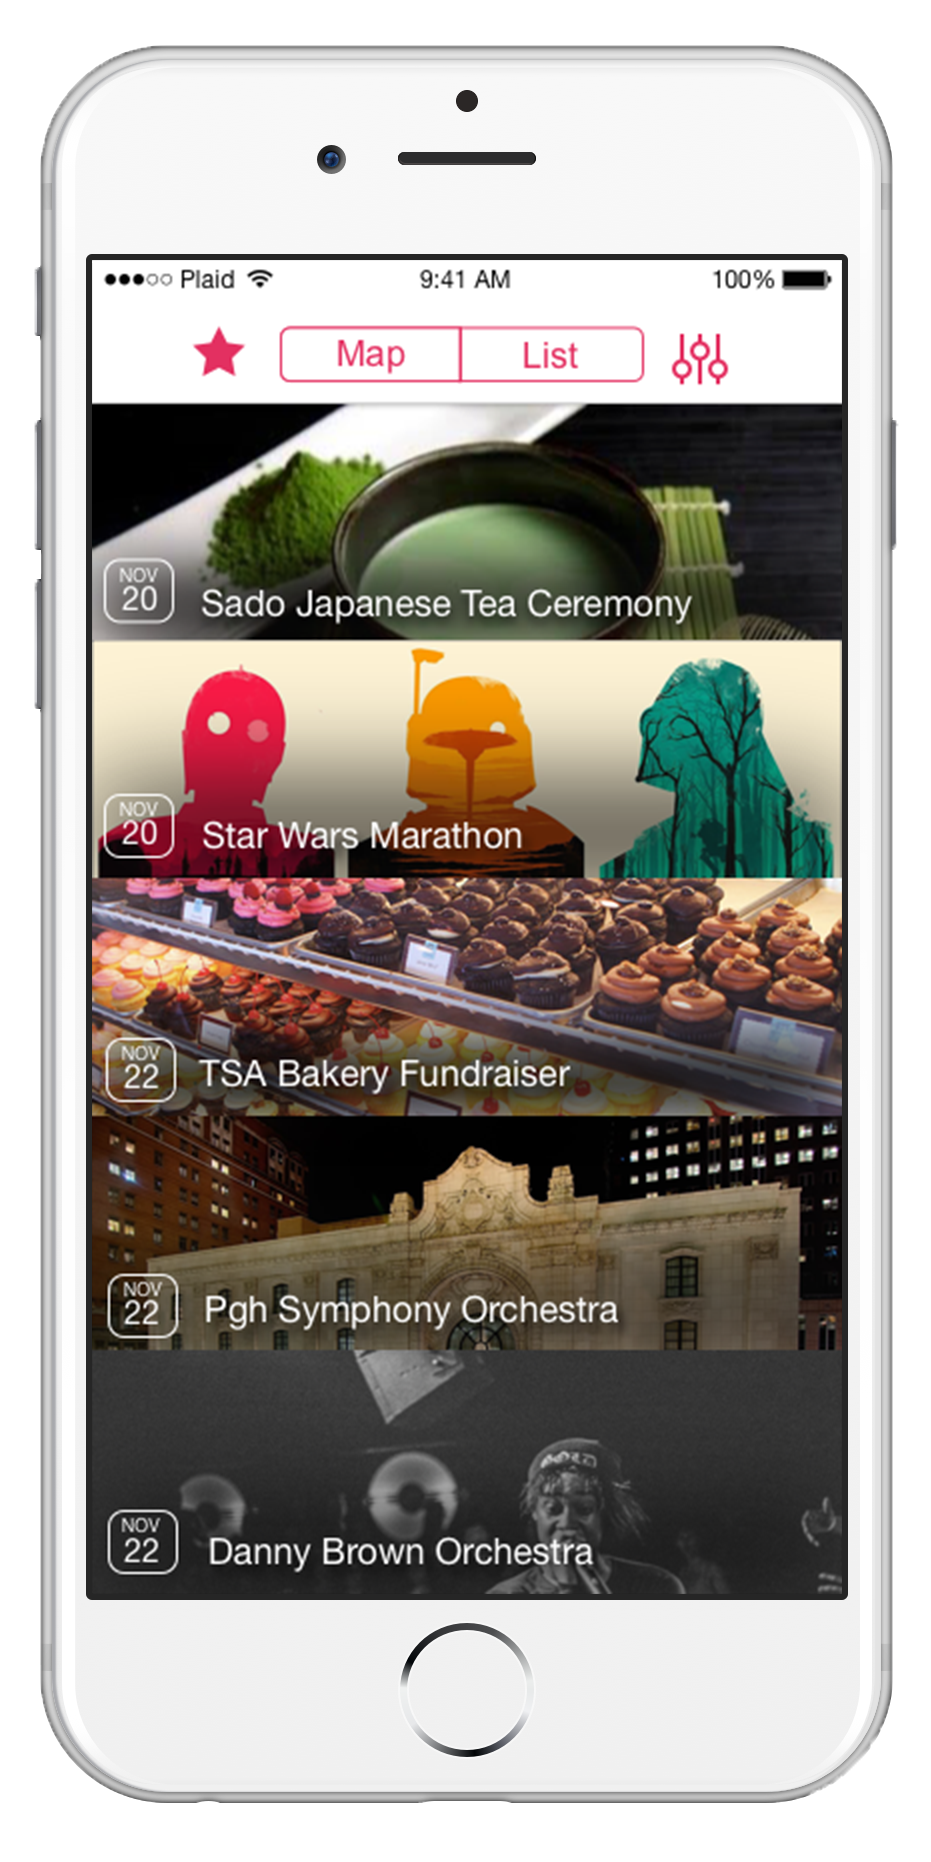 Plaid 9:41 AM 100%
Map List
NOV
20
Sado Japanese Tea Ceremony
NOV
20
Star Wars Marathon
NOV
22
TSA Bakery Fundraiser
NOV
22
Pgh Symphony Orchestra
NOV
22
Danny Brown Orchestra